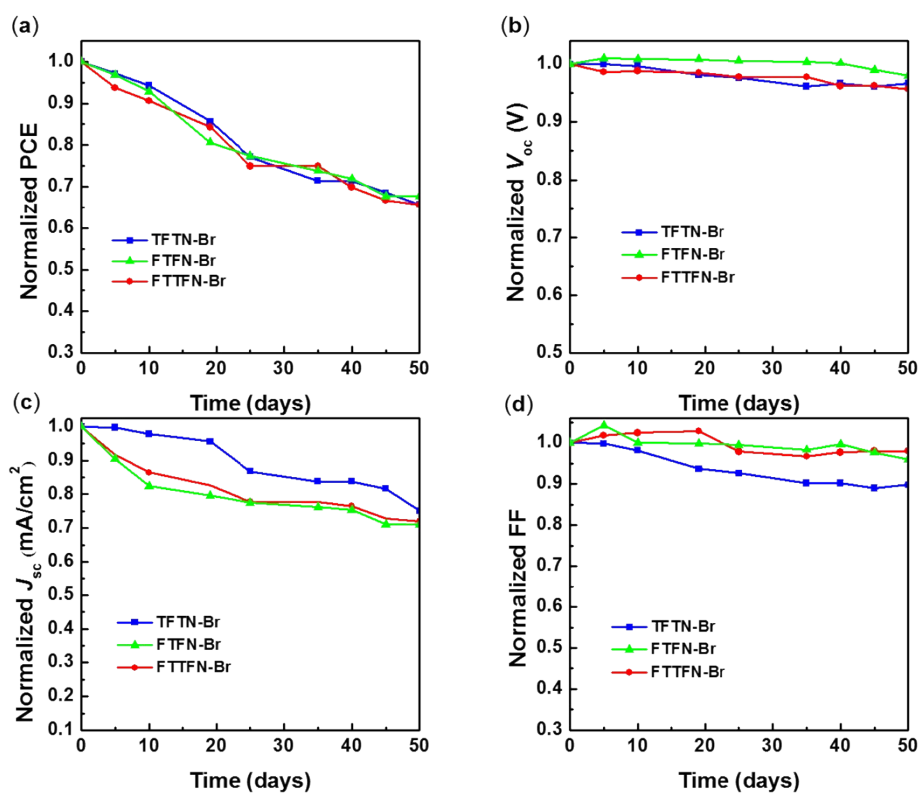 (a)
Normalized PCE
1.0
0.9
0.8
0.7
0.6
0.5
0.4
0.3
TFTN-Br
FTFN-Br
FTTFN-Br
0 10 20 30 40 50
Time (days)
(b)
Normalized Voc (V)
1.0
0.9
0.8
0.7
0.6
0.5
TFTN-Br
FTFN-Br
FTTFN-Br
0 10 20 30 40 50
Time (days)
(c)
Normalized Jsc (mA/cm²)
1.0
0.9
0.8
0.7
0.6
0.5
0.4
0.3
0.2
0.1
TFTN-Br
FTFN-Br
FTTFN-Br
0 10 20 30 40 50
Time (days)
(d)
Normalized FF
1.0
0.9
0.8
0.7
0.6
0.5
0.4
0.3
TFTN-Br
FTFN-Br
FTTFN-Br
0 10 20 30 40 50
Time (days)